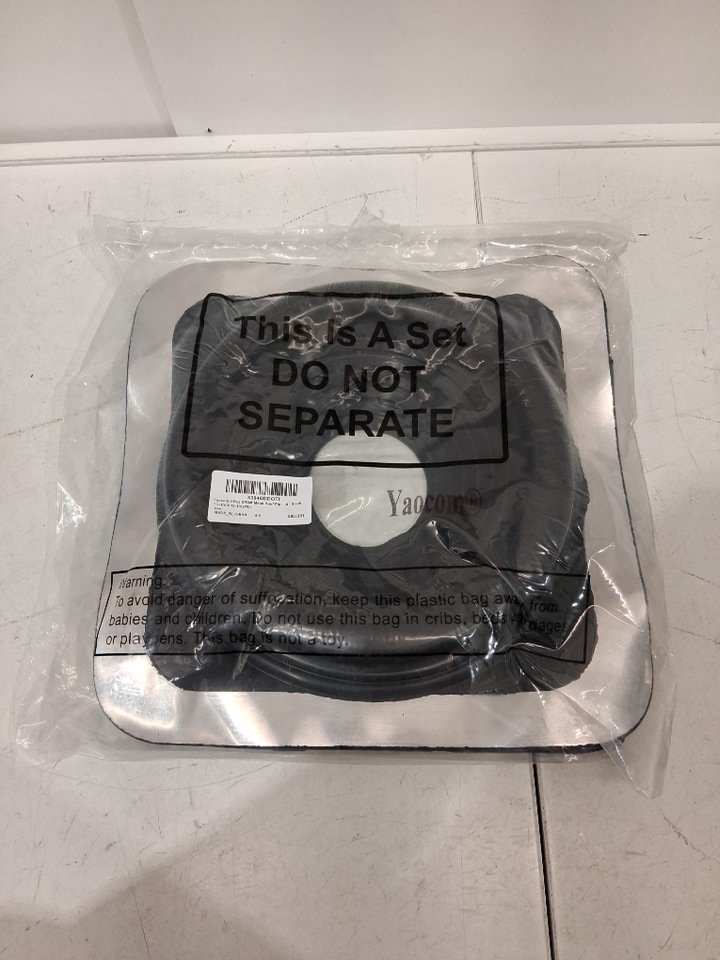 This Is A Set
DO NOT
SEPARATE
Yaocom®
Warning:
To avoid danger of suffocation, keep this plastic bag away from
babies and children. Do not use this bag in cribs, beds,
or playpens. This bag is not a toy.